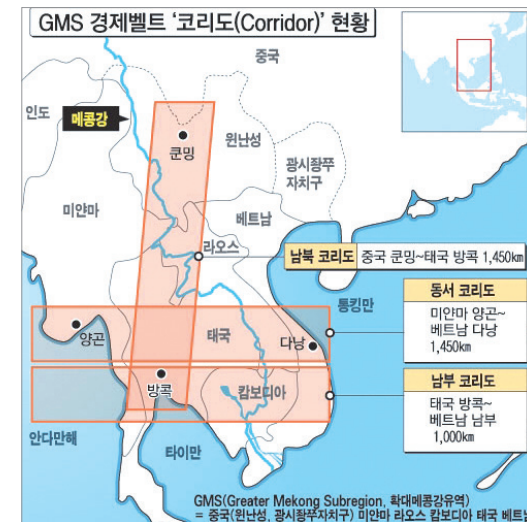 GMS 경제벨트 ‘코리도(Corridor)’ 현황
중국
인도
메콩강
쿤밍
윈난성
광시좡쭈
자치구
미얀마
베트남
라오스
남북 코리도 중국 쿤밍~태국 방콕 1,450km
통킹만
동서 코리도
미얀마 양곤~
베트남 다낭
1,450km
양곤
태국
다낭
방콕
캄보디아
남부 코리도
태국 방콕~
베트남 남부
1,000km
안다만해
타이만
GMS(Greater Mekong Subregion, 확대메콩강유역)
= 중국(윈난성, 광시좡쭈자치구) 미얀마 라오스 캄보디아 태국 베트